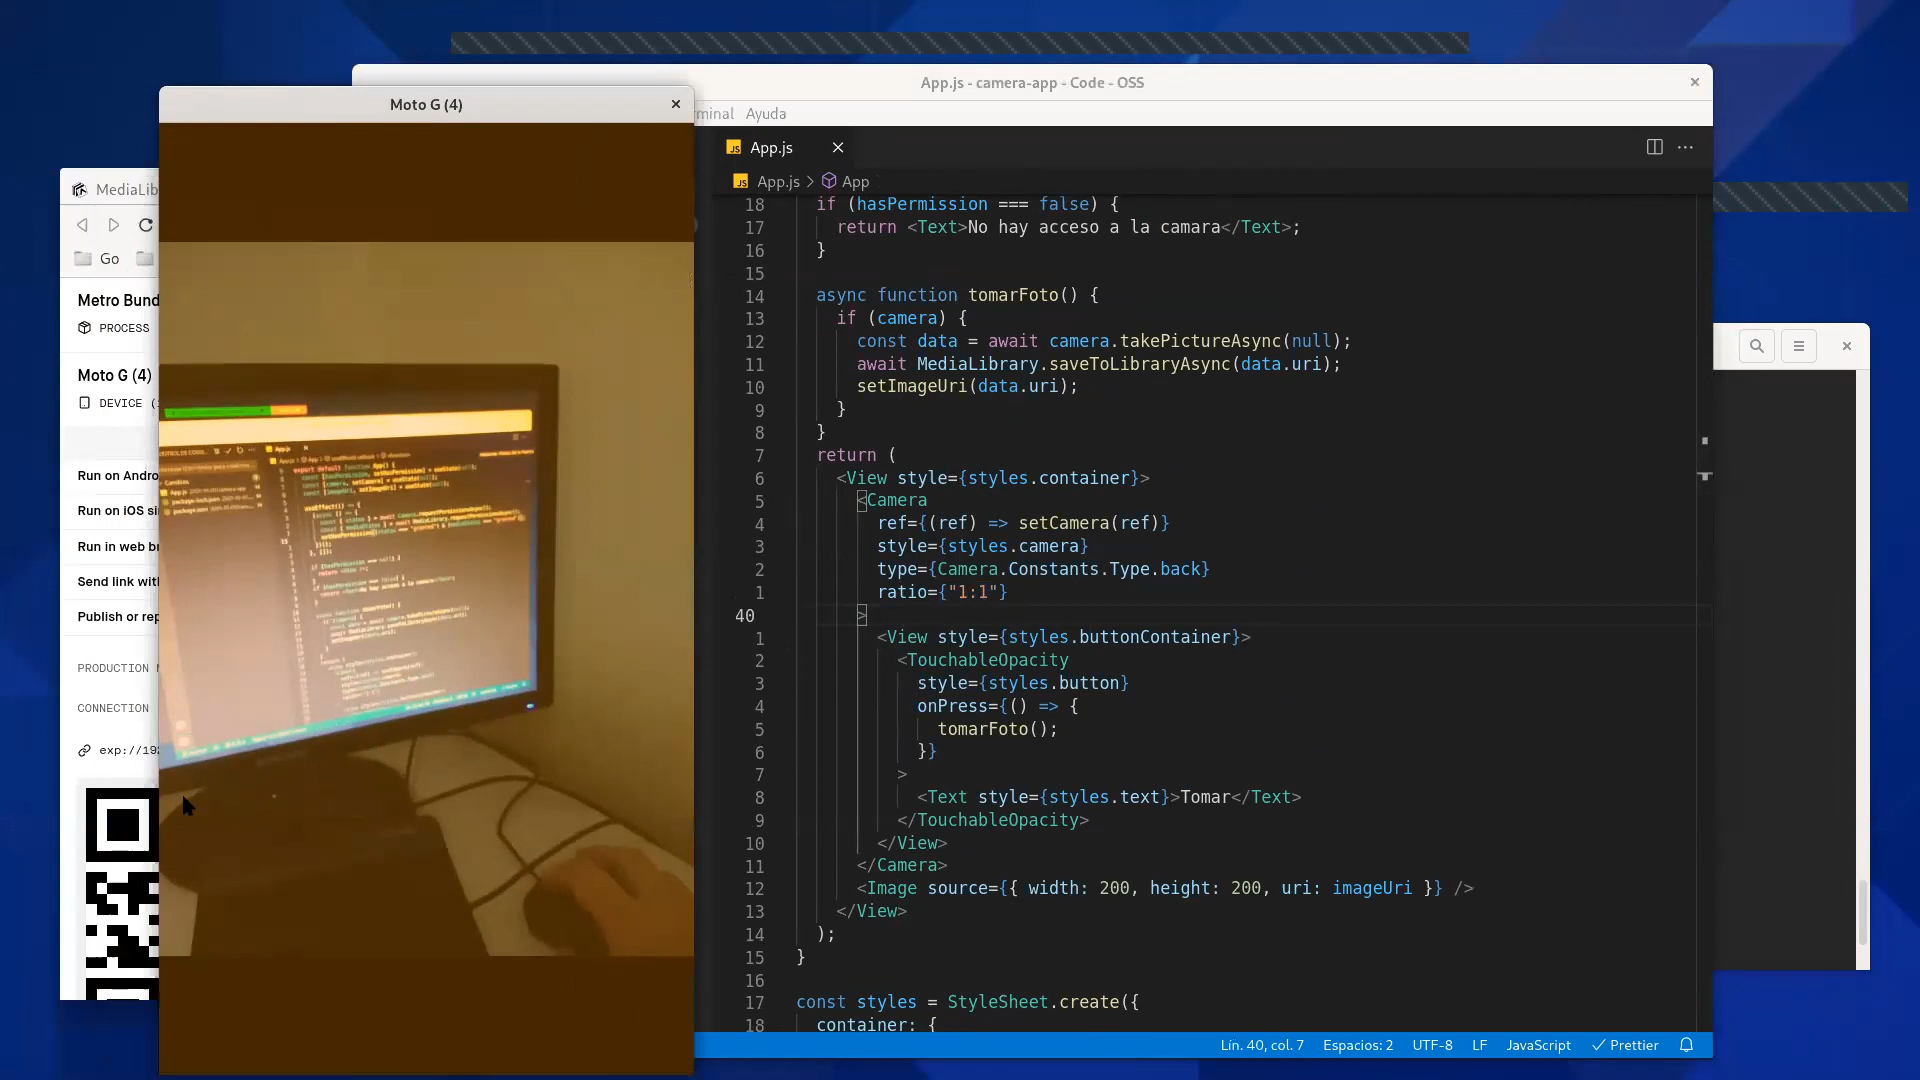 App.js - camera-app - Code - OSS
Moto G (4)
Ayuda
App.js
App.js > App
MediaLib
Go
Metro Bund
PROCESS
Moto G (4)
DEVICE
Run on Andro
Run on iOS si
Run in web br
Send link with
Publish or rep
PRODUCTION
CONNECTION
exp://192
18 if (hasPermission === false) {
17 return <Text>No hay acceso a la camara</Text>;
16 }
15
14 async function tomarFoto() {
13 if (camera) {
12 const data = await camera.takePictureAsync(null);
11 await MediaLibrary.saveToLibraryAsync(data.uri);
10 setImageUri(data.uri);
9 }
8 }
7 return (
6 <View style={styles.container}>
5 <Camera
4 ref={(ref) => setCamera(ref)}
3 style={styles.camera}
2 type={Camera.Constants.Type.back}
1 ratio={"1:1"}
40 >
1 <View style={styles.buttonContainer}>
2 <TouchableOpacity
3 style={styles.button}
4 onPress={() => {
5 tomarFoto();
6 }}
7 >
8 <Text style={styles.text}>Tomar</Text>
9 </TouchableOpacity>
10 </View>
11 </Camera>
12 <Image source={{ width: 200, height: 200, uri: imageUri }} />
13 </View>
14 );
15 }
16
17 const styles = StyleSheet.create({
18 container: {
Lín. 40, col. 7 Espacios: 2 UTF-8 LF JavaScript Prettier